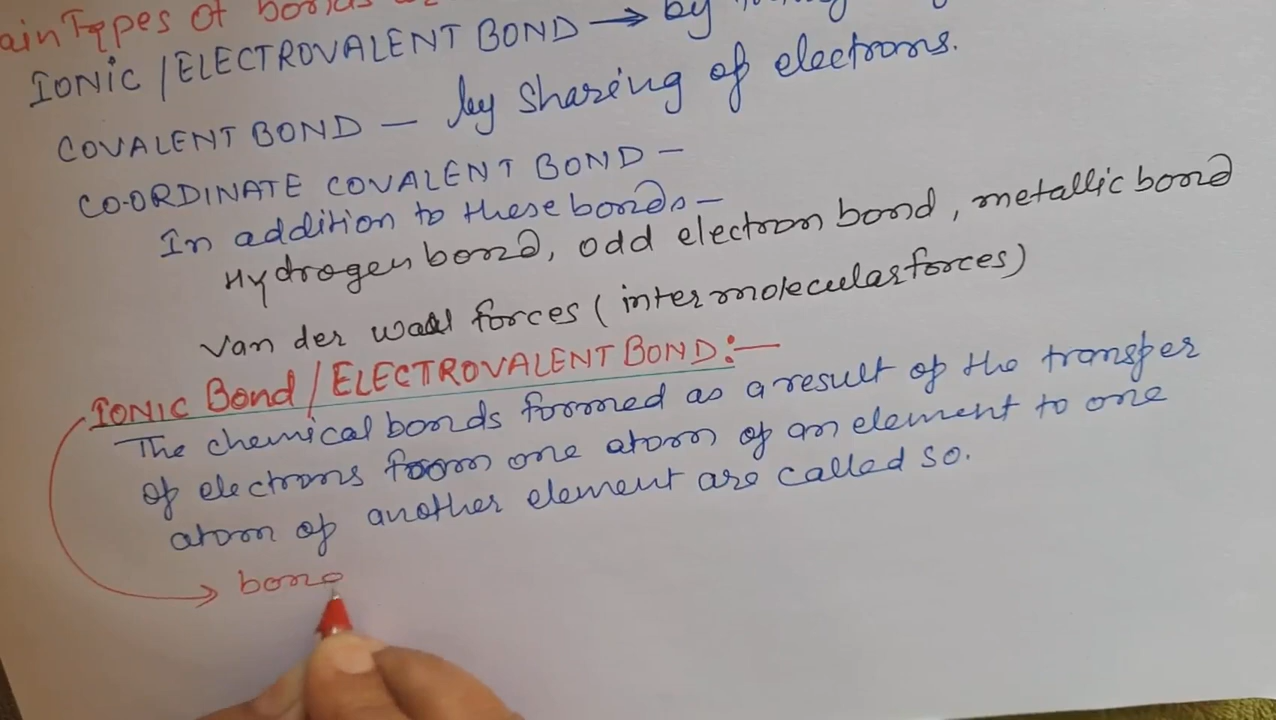 ain Types of bonds
IONIC / ELECTROVALENT BOND → by
COVALENT BOND — by sharing of electrons.
CO-ORDINATE COVALENT BOND —
In addition to these bonds —
Hydrogen bond, odd electron bond, metallic bond
Van der waal forces (intermolecular forces)
IONIC Bond / ELECTROVALENT BOND :—
The chemical bonds formed as a result of the transfer
of electrons from one atom of an element to one
atom of another element are called so.
→ bond